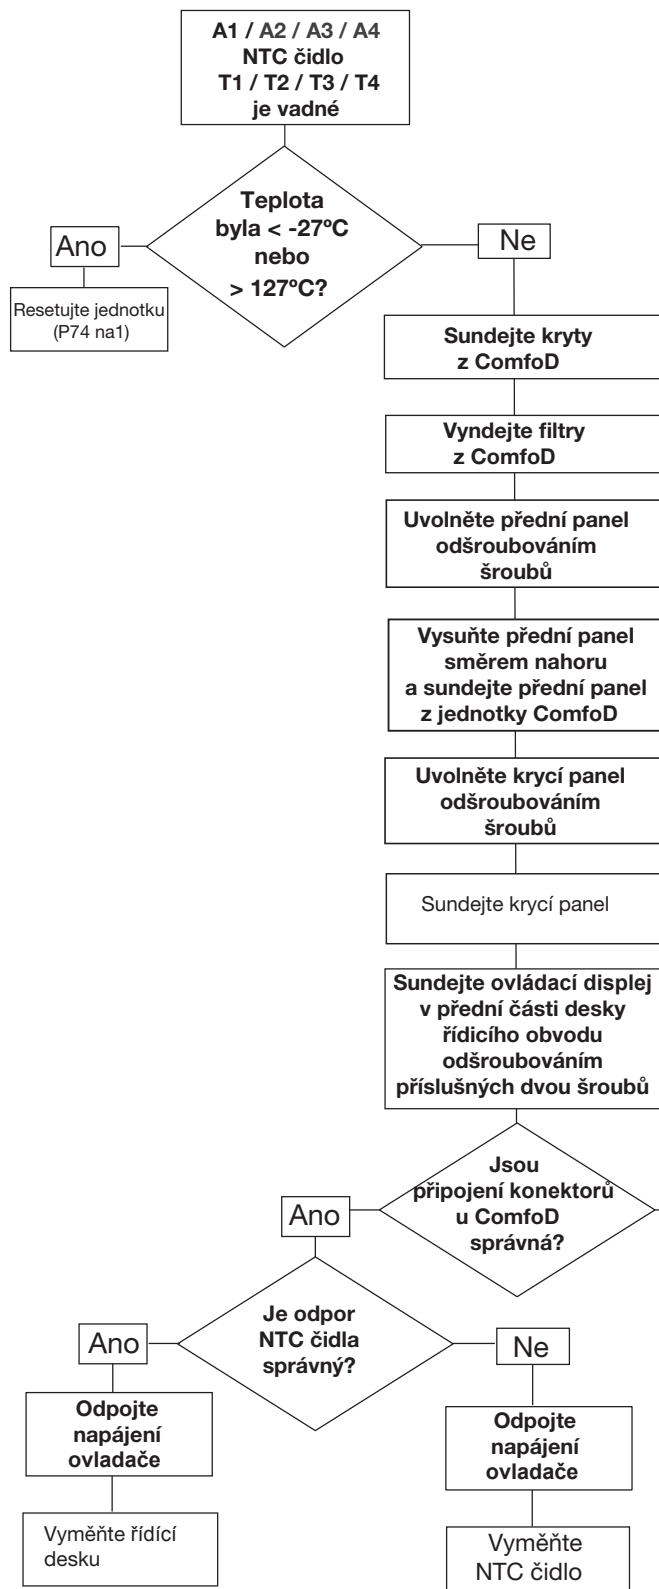 A1 / A2 / A3 / A4
NTC čidlo
T1 / T2 / T3 / T4
je vadné
Teplota
byla < -27ºC
nebo
> 127ºC?
Ano
Ne
Resetujte jednotku
(P74 na1)
Sundejte kryty
z ComfoD
Vyndejte filtry
z ComfoD
Uvolněte přední panel
odšroubováním
šroubů
Vysuňte přední panel
směrem nahoru
a sundejte přední panel
z jednotky ComfoD
Uvolněte krycí panel
odšroubováním
šroubů
Sundejte krycí panel
Sundejte ovládací displej
v přední části desky
řídicího obvodu
odšroubováním
příslušných dvou šroubů
Jsou
připojení konektorů
u ComfoD
správná?
Ano
Je odpor
NTC čidla
správný?
Ano
Ne
Odpojte
napájení
ovladače
Odpojte
napájení
ovladače
Vyměňte řídící
desku
Vyměňte
NTC čidlo